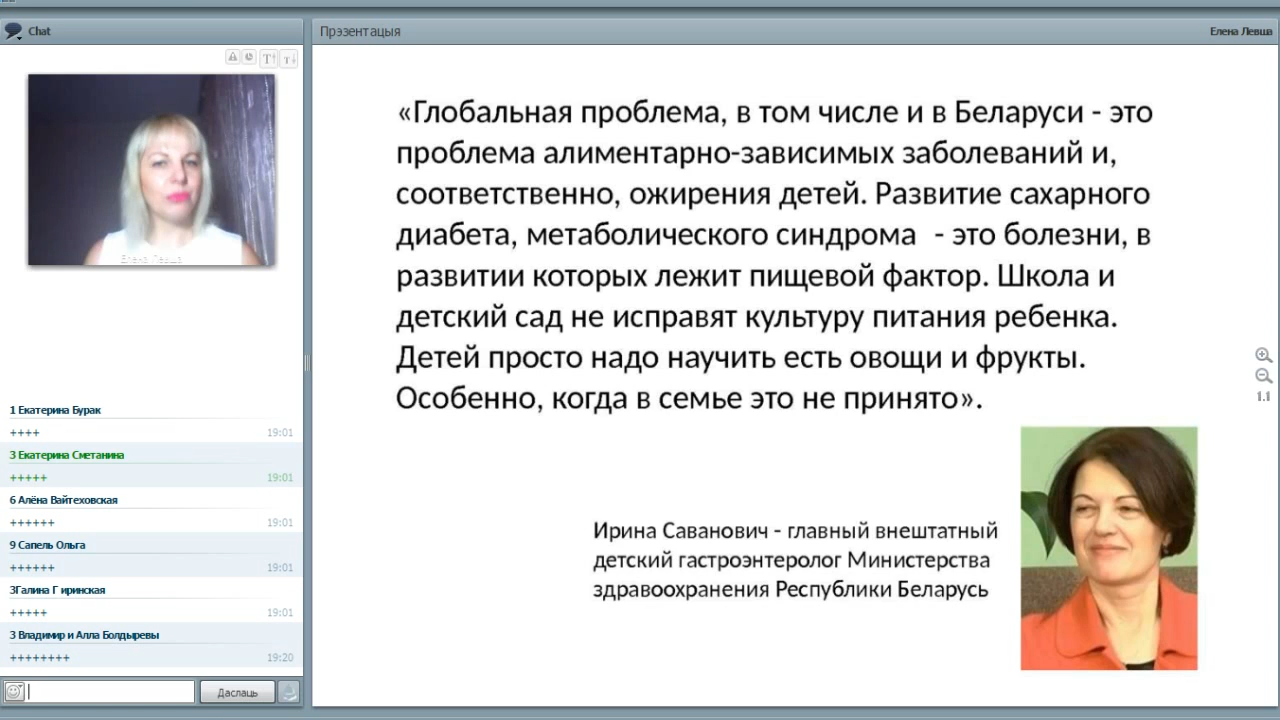 Chat
Прэзентацыя
Елена Левша
Елена Левша
1 Екатерина Бурак
++++ 19:01
3 Екатерина Сметанина
+++++ 19:01
6 Алёна Вайтеховская
++++++ 19:01
9 Сапель Ольга
++++++ 19:01
3Галина Г иринская
+++++ 19:01
3 Владимир и Алла Болдыревы
++++++++ 19:20
Даслаць
«Глобальная проблема, в том числе и в Беларуси - это
проблема алиментарно-зависимых заболеваний и,
соответственно, ожирения детей. Развитие сахарного
диабета, метаболического синдрома - это болезни, в
развитии которых лежит пищевой фактор. Школа и
детский сад не исправят культуру питания ребенка.
Детей просто надо научить есть овощи и фрукты.
Особенно, когда в семье это не принято».
Ирина Саванович - главный внештатный
детский гастроэнтеролог Министерства
здравоохранения Республики Беларусь
1.1